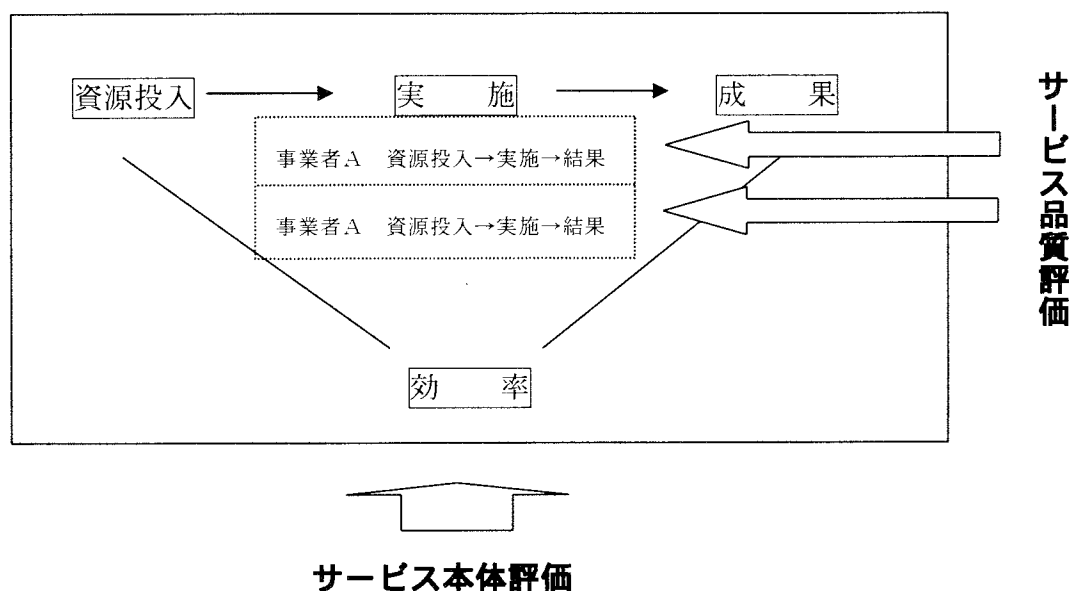 資源投入
実 施
成 果
事業者A 資源投入→実施→結果
事業者A 資源投入→実施→結果
効 率
サービス品質評価
サービス本体評価